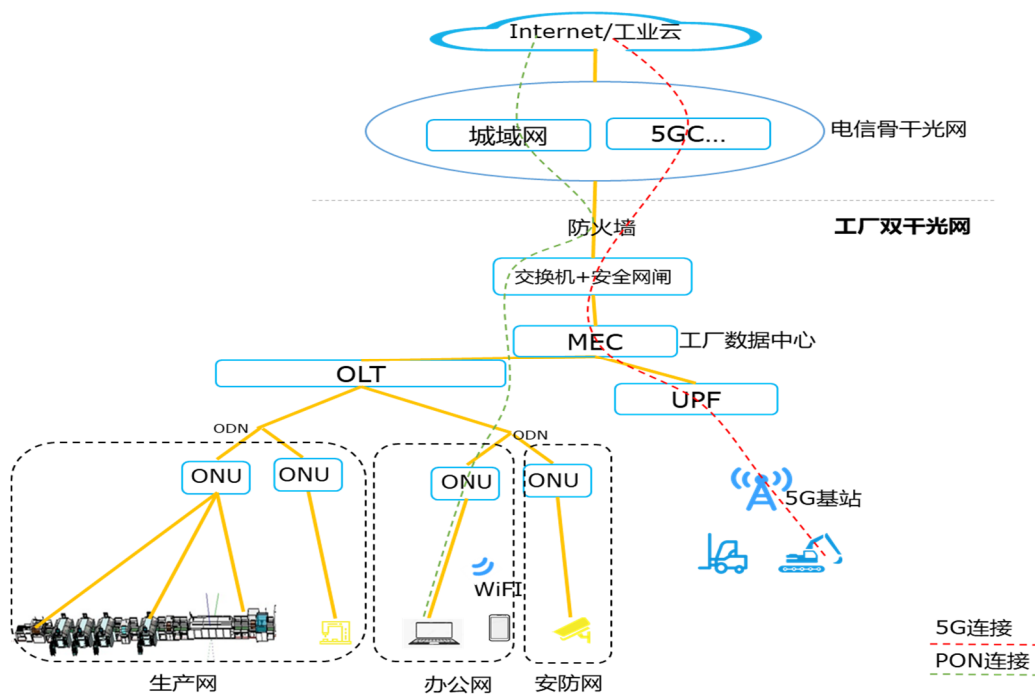 Internet/工业云
城域网
5GC...
电信骨干光网
防火墙
工厂双千光网
交换机+安全网闸
MEC
工厂数据中心
OLT
UPF
ODN
ODN
ONU
ONU
ONU
ONU
5G基站
WiFI
5G连接
PON连接
生产网
办公网
安防网